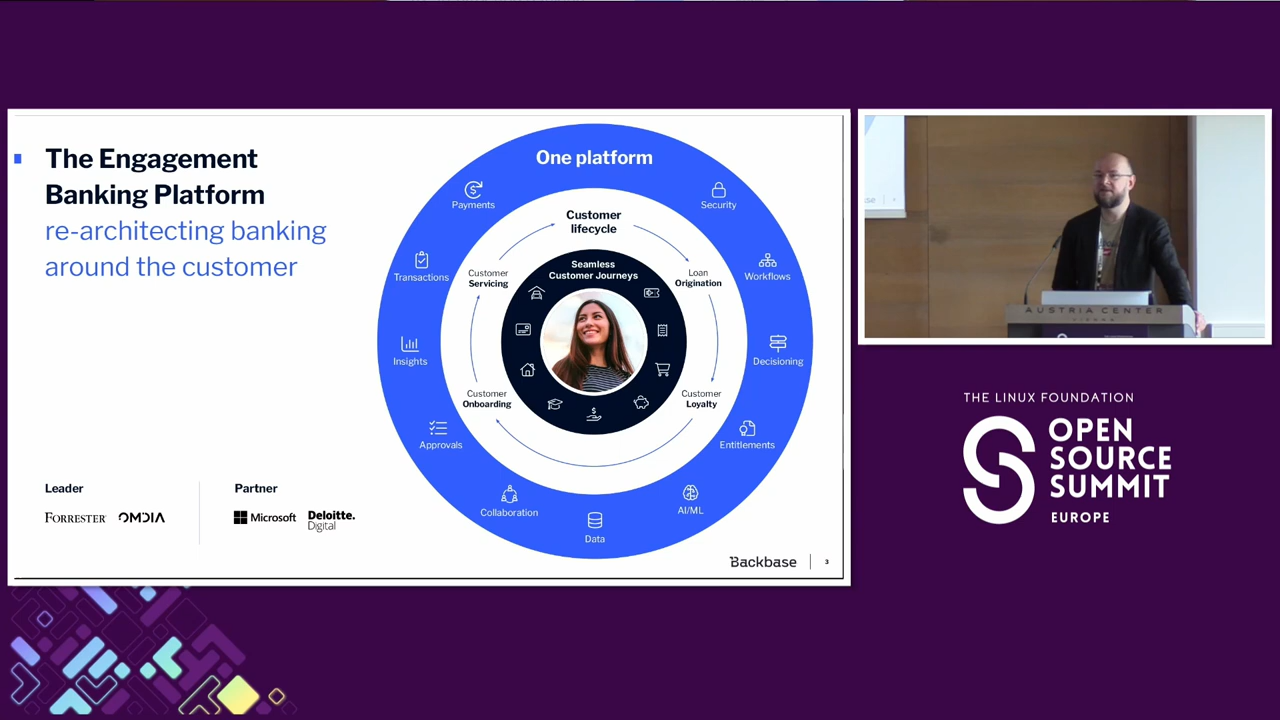 The Engagement
Banking Platform
re-architecting banking
around the customer
One platform
Payments
Security
Transactions
Workflows
Insights
Decisioning
Approvals
Entitlements
Collaboration
AI/ML
Data
Customer
lifecycle
Customer
Servicing
Loan
Origination
Customer
Onboarding
Customer
Loyalty
Seamless
Customer Journeys
Leader
FORRESTER
OMDIA
Partner
Microsoft
Deloitte.
Digital
Backbase
3
AUSTRIA CENTER
THE LINUX FOUNDATION
OPEN
SOURCE
SUMMIT
EUROPE